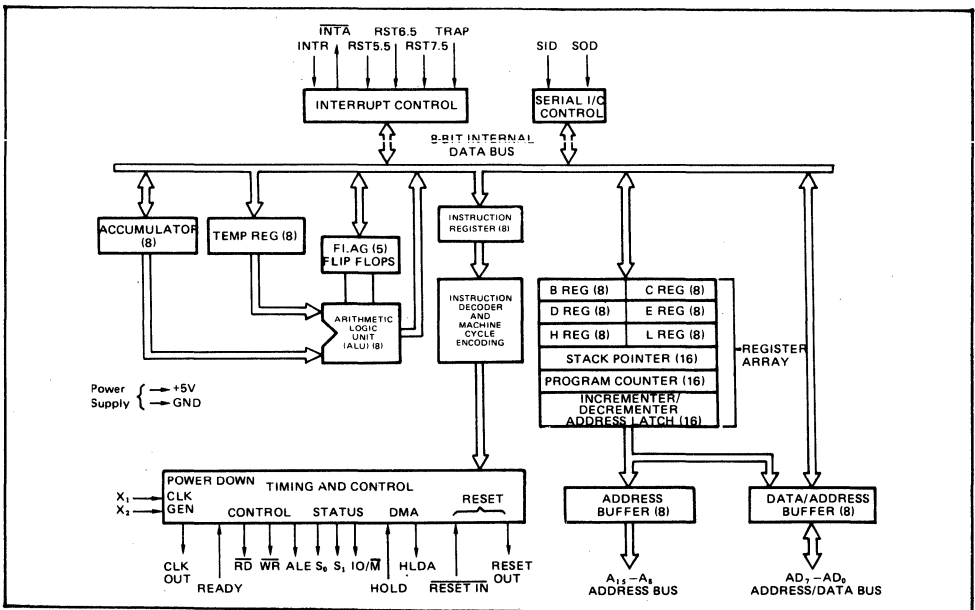 INTA RST6.5 TRAP
INTR RST5.5 RST7.5
SID SOD
INTERRUPT CONTROL
SERIAL I/C
CONTROL
8-BIT INTERNAL
DATA BUS
ACCUMULATOR
(8)
TEMP REG (8)
FLAG (5)
FLIP FLOPS
INSTRUCTION
REGISTER (8)
ARITHMETIC
LOGIC
UNIT
(ALU) (8)
INSTRUCTION
DECODER
AND
MACHINE
CYCLE
ENCODING
B REG (8) C REG (8)
D REG (8) E REG (8)
H REG (8) L REG (8)
STACK POINTER (16)
PROGRAM COUNTER (16)
INCREMENTER/
DECREMENTER
ADDRESS LATCH (16)
REGISTER
ARRAY
Power +5V
Supply GND
X₁
X₂
POWER DOWN
CLK
GEN
TIMING AND CONTROL
CONTROL STATUS DMA RESET
CLK
OUT
READY
RD WR ALE S₀ S₁ IO/M
HOLD
HLDA
RESET IN
RESET
OUT
ADDRESS
BUFFER (8)
DATA/ADDRESS
BUFFER (8)
A₁₅–A₈
ADDRESS BUS
AD₇–AD₀
ADDRESS/DATA BUS